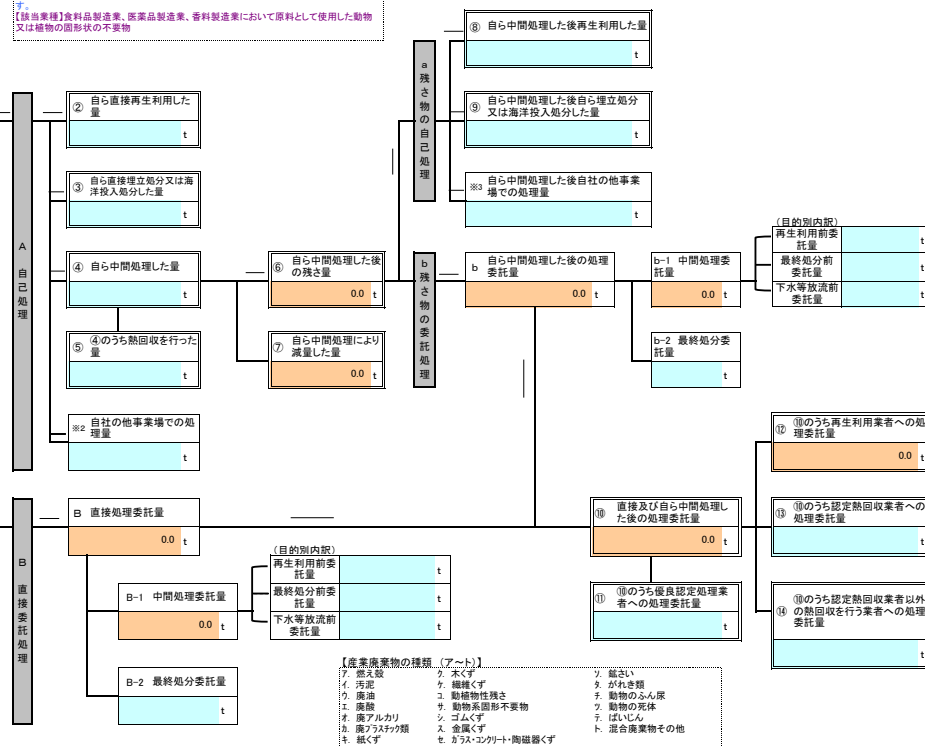 す。
【該当業種】食料品製造業、医薬品製造業、香料製造業において原料として使用した動物
又は植物の固形状の不要物
⑧ 自ら中間処理した後再生利用した量
t
a 残さ物の自己処理
② 自ら直接再生利用した
量
t
⑨ 自ら中間処理した後自ら埋立処分
又は海洋投入処分した量
t
③ 自ら直接埋立処分又は海
洋投入処分した量
t
※3 自ら中間処理した後自社の他事業
場での処理量
t
A 自己処理
④ 自ら中間処理した量
t
⑥ 自ら中間処理した後
の残さ量
0.0 t
b 残さ物の委託処理
b 自ら中間処理した後の処理
委託量
0.0 t
b-1 中間処理委
託量
0.0 t
(目的別内訳)
再生利用前委
託量
t
最終処分前
委託量
t
下水等放流前
委託量
t
⑤ ④のうち熱回収を行った
量
t
⑦ 自ら中間処理により
減量した量
0.0 t
b-2 最終処分委
託量
t
※2 自社の他事業場での処
理量
t
⑫ ⑩のうち再生利用業者への処
理委託量
0.0 t
B 直接委託処理
B 直接処理委託量
0.0 t
⑩ 直接及び自ら中間処理し
た後の処理委託量
0.0 t
⑬ ⑩のうち認定熱回収業者への
処理委託量
t
B-1 中間処理委託量
0.0 t
(目的別内訳)
再生利用前委
託量
t
最終処分前委
託量
t
下水等放流前
委託量
t
⑪ ⑩のうち優良認定処理業
者への処理委託量
t
⑭ ⑩のうち認定熱回収業者以外
の熱回収を行う業者への処理
委託量
t
B-2 最終処分委託量
t
【産業廃棄物の種類 (ア～ト)】
ア. 燃え殻 ク. 木くず ソ. 鉱さい
イ. 汚泥 ケ. 繊維くず タ. がれき類
ウ. 廃油 コ. 動植物性残さ チ. 動物のふん尿
エ. 廃酸 サ. 動物系固形不要物 ツ. 動物の死体
オ. 廃アルカリ シ. ゴムくず テ. ばいじん
カ. 廃プラスチック類 ス. 金属くず ト. 混合廃棄物その他
キ. 紙くず セ. ガラス・コンクリート・陶磁器くず